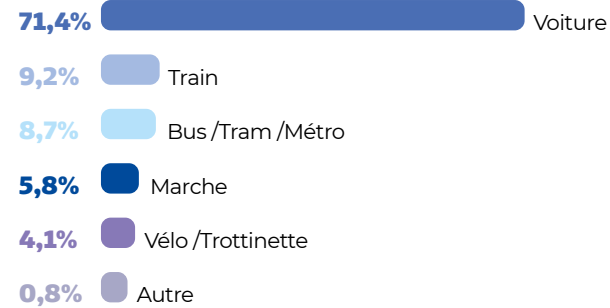 71,4% Voiture
9,2% Train
8,7% Bus /Tram /Métro
5,8% Marche
4,1% Vélo /Trottinette
0,8% Autre